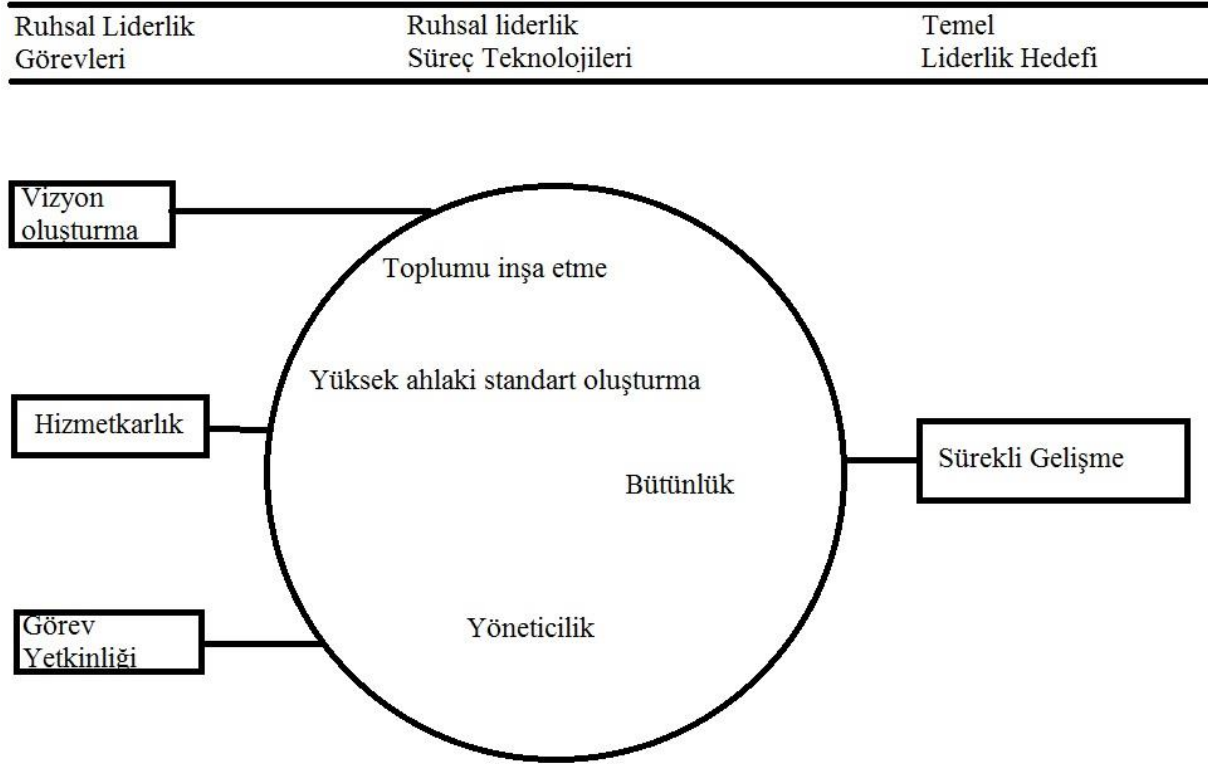 Ruhsal Liderlik
Görevleri
Ruhsal liderlik
Süreç Teknolojileri
Temel
Liderlik Hedefi
Vizyon
oluşturma
Toplumu inşa etme
Yüksek ahlaki standart oluşturma
Hizmetkarlık
Bütünlük
Sürekli Gelişme
Görev
Yetkinliği
Yöneticilik